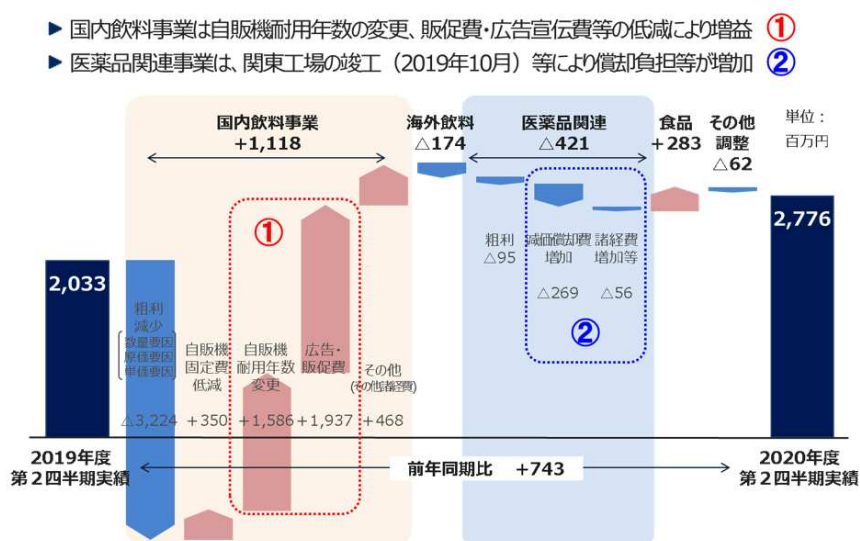 ▶ 国内飲料事業は自販機耐用年数の変更、販促費・広告宣伝費等の低減により増益 ①
▶ 医薬品関連事業は、関東工場の竣工（2019年10月）等により償却負担等が増加 ②
国内飲料事業
+1,118
海外飲料
△174
医薬品関連
△421
食品
+283
その他
調整
△62
単位：
百万円
2,033
粗利
減少
数量要因
原価要因
単価要因
△3,224
自販機
固定費
低減
+350
①
自販機
耐用年数
変更
+1,586
広告・
販促費
+1,937
その他
(その他諸経費)
+468
粗利
△95
減価償却費
増加
△269
諸経費
増加等
△56
②
2,776
2019年度
第２四半期実績
前年同期比 +743
2020年度
第２四半期実績